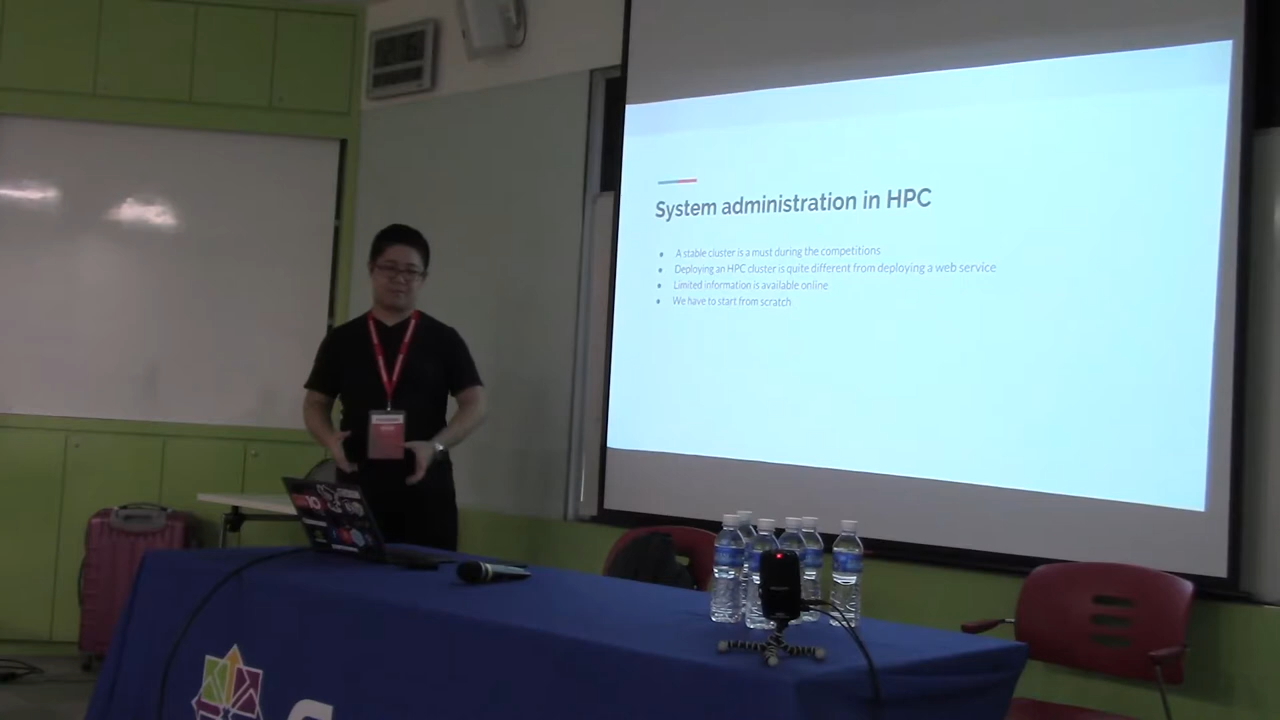 System administration in HPC
A stable cluster is a must during the competitions
Deploying an HPC cluster is quite different from deploying a web service
Limited information is available online
We have to start from scratch